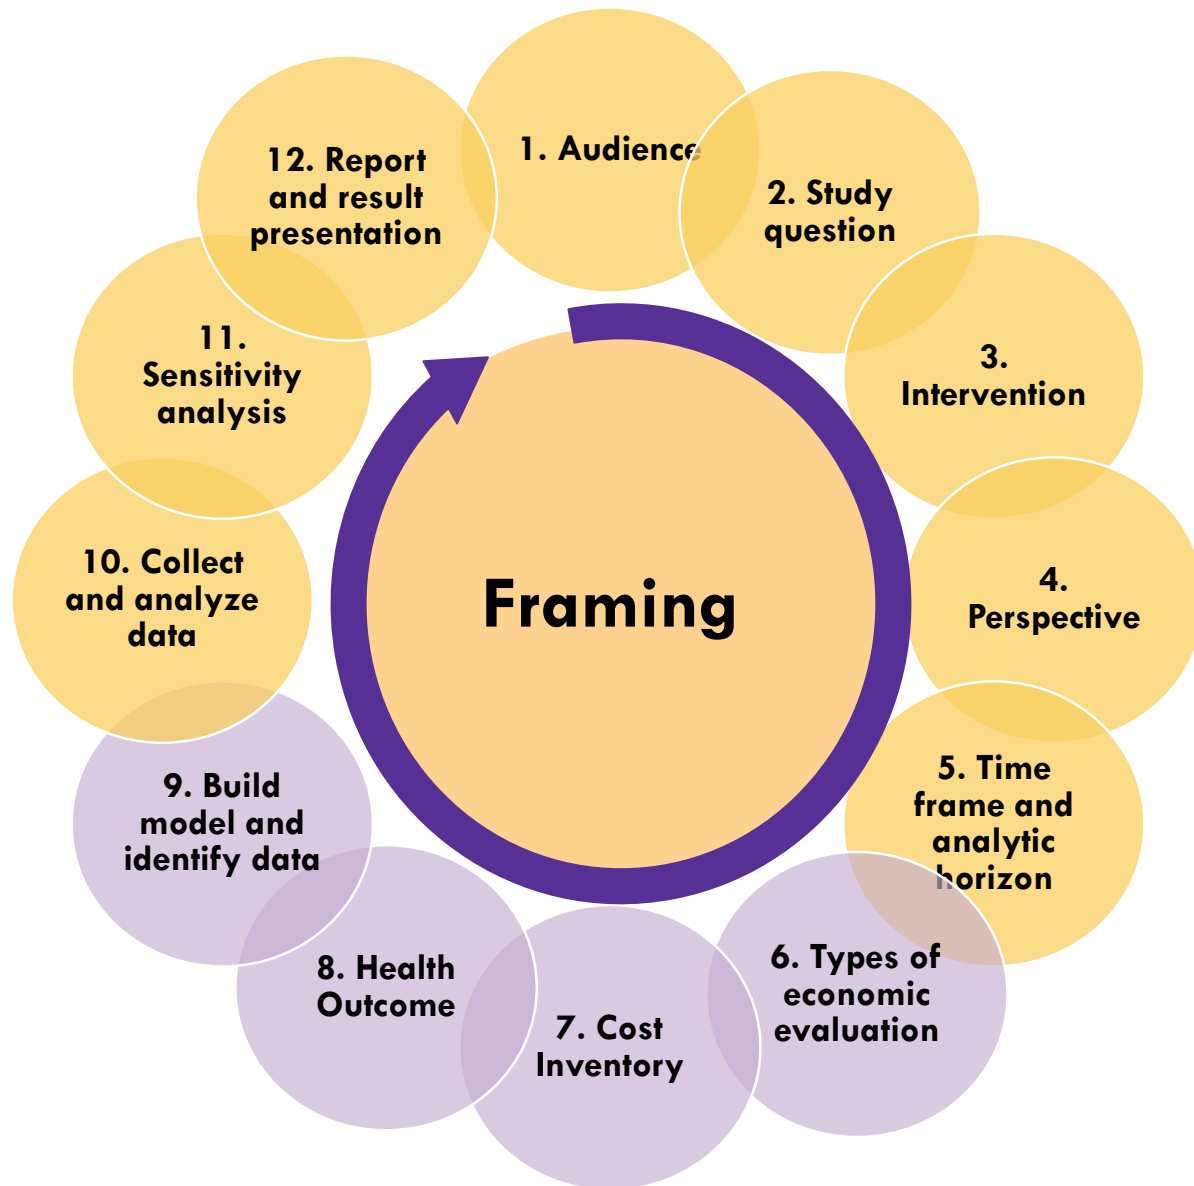 1. Audience
2. Study
question
3.
Intervention
4.
Perspective
5. Time
frame and
analytic
horizon
6. Types of
economic
evaluation
7. Cost
Inventory
8. Health
Outcome
9. Build
model and
identify data
10. Collect
and analyze
data
11.
Sensitivity
analysis
12. Report
and result
presentation
Framing